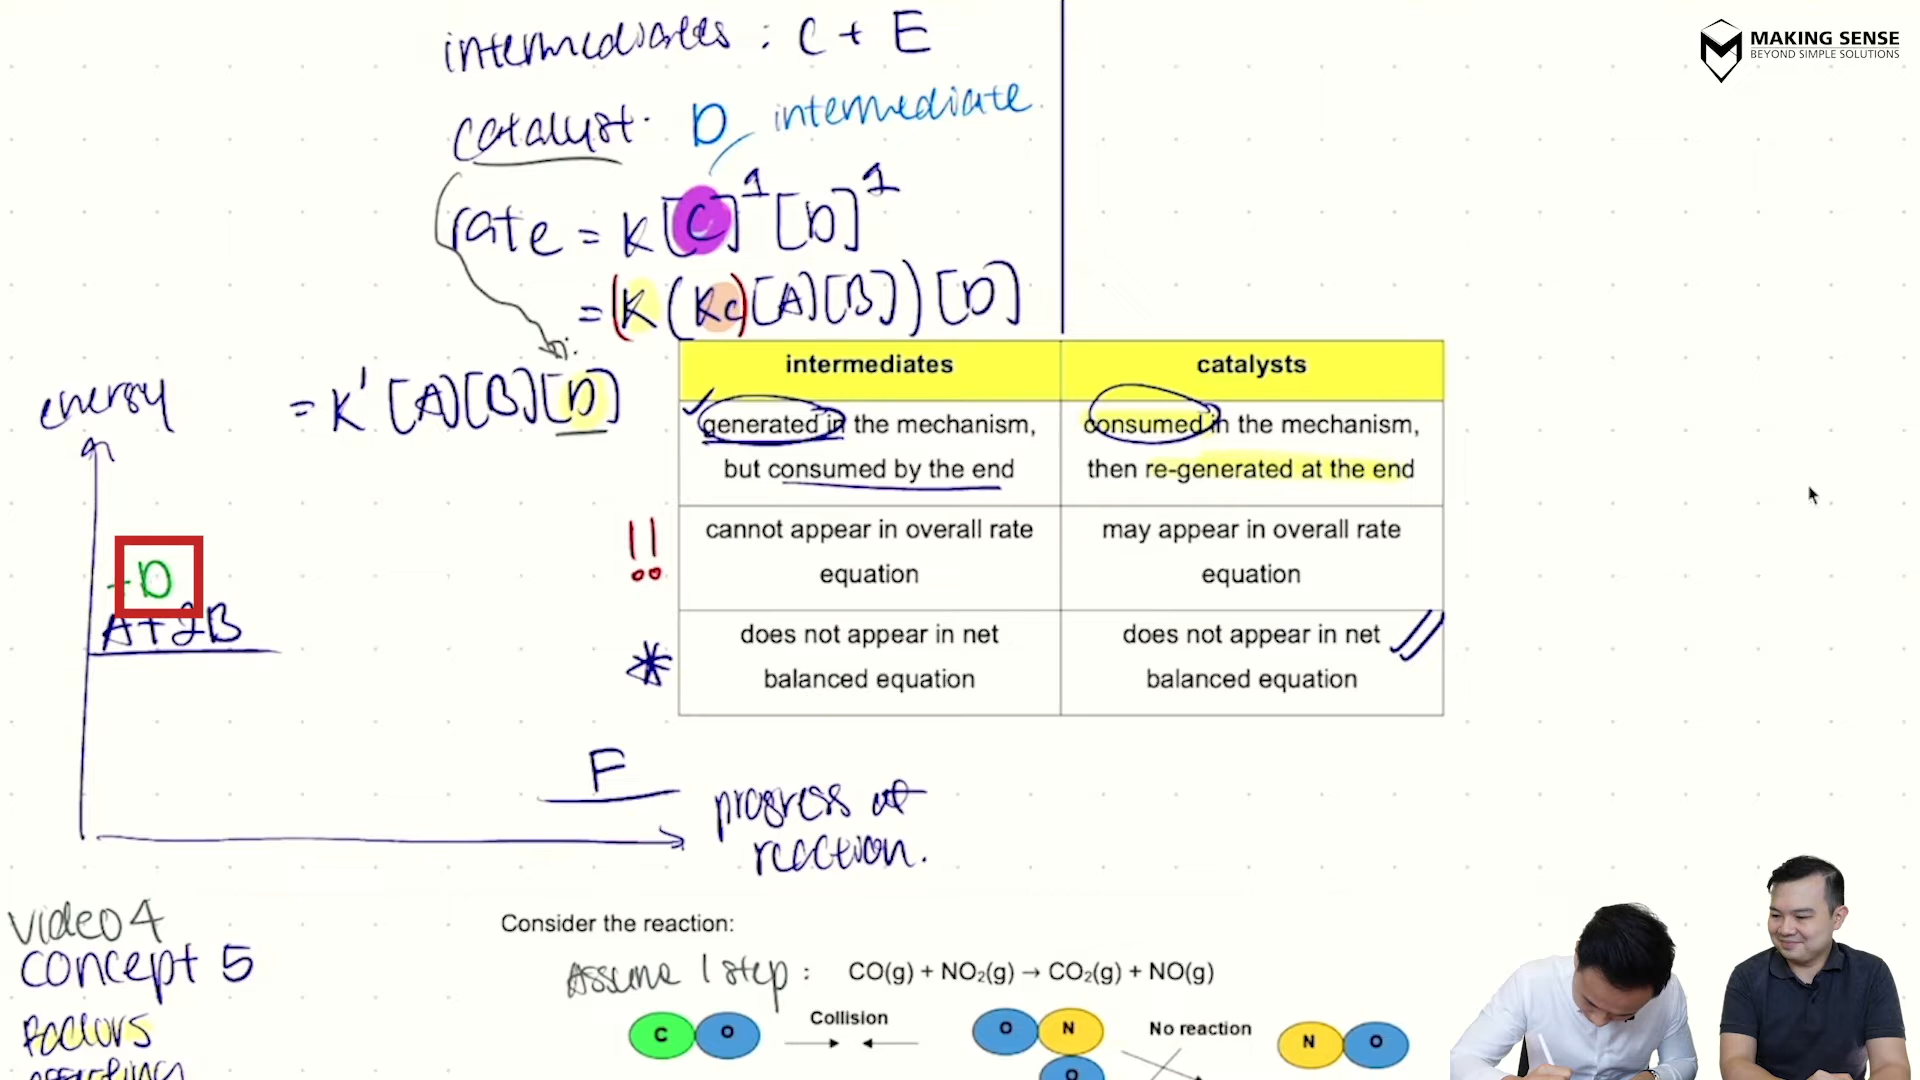 MAKING SENSE
BEYOND SIMPLE SOLUTIONS
intermediates : C + E
catalyst. D intermediate.
rate = K[C]¹[D]¹
= (K(Kc)[A][B])[D]
= K'[A][B][D]
intermediates catalysts
generated in the mechanism,
but consumed by the end
consumed in the mechanism,
then re-generated at the end
!! cannot appear in overall rate
equation
may appear in overall rate
equation
* does not appear in net
balanced equation
does not appear in net
balanced equation
energy
+D
A+2B
F
progress of
reaction.
video 4
concept 5
factors
Consider the reaction:
Assume 1 step : CO(g) + NO₂(g) → CO₂(g) + NO(g)
C O Collision O N No reaction N O
O